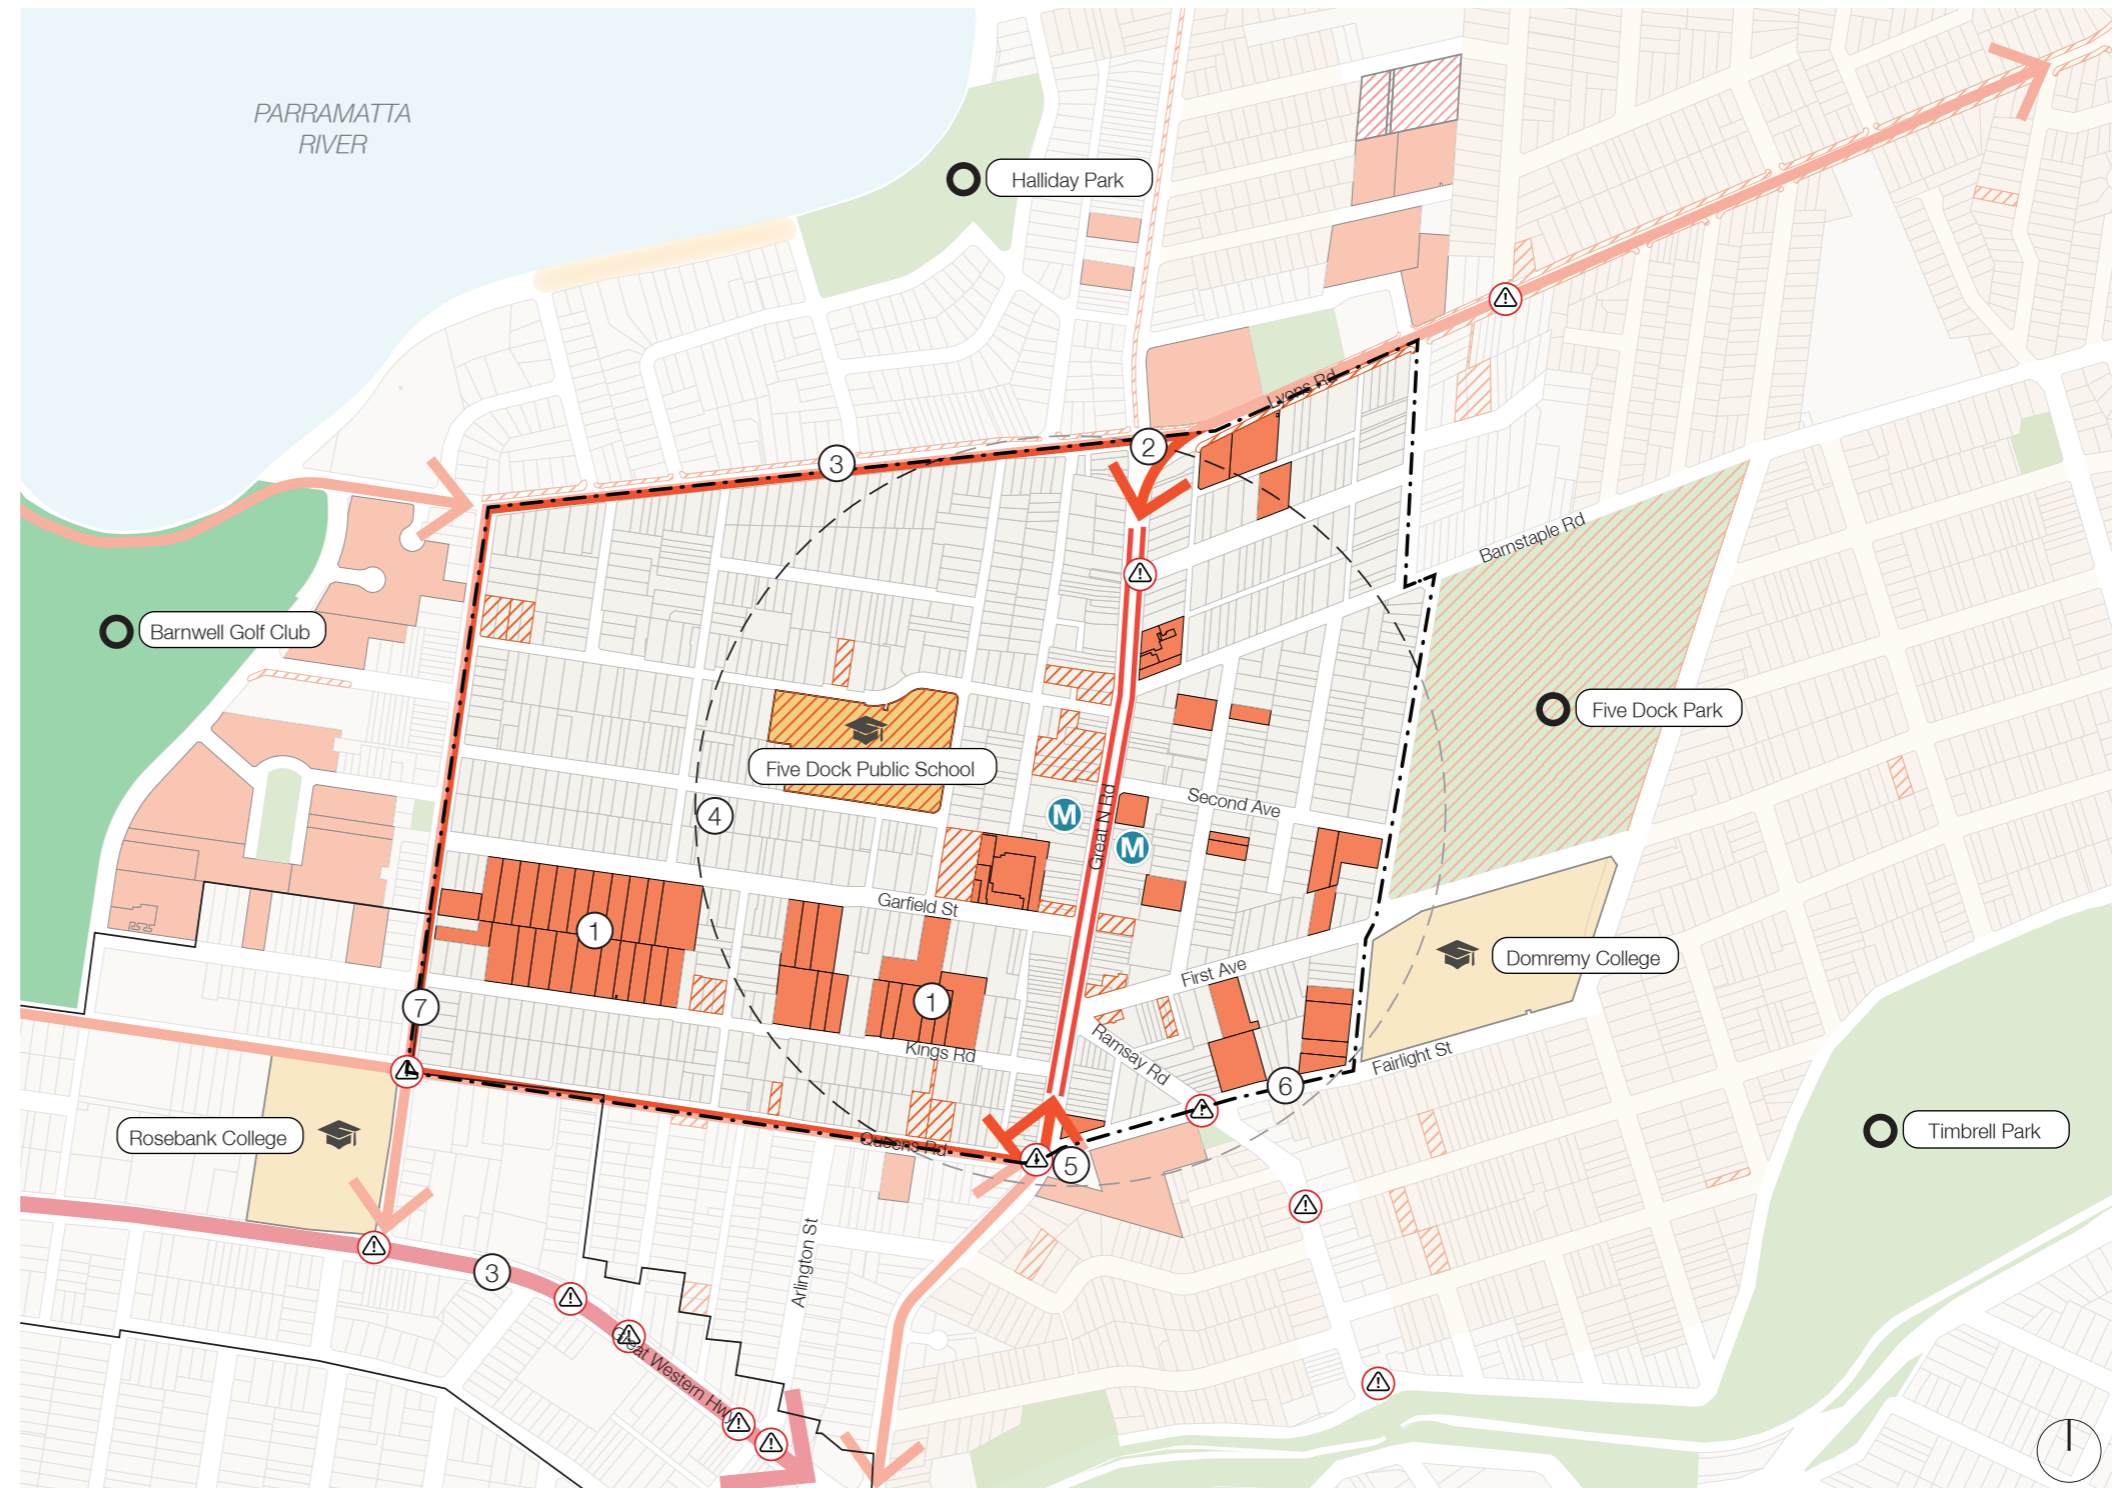 PARRAMATTA
RIVER
Halliday Park
Lyons Rd
2
3
Barnstaple Rd
Barnwell Golf Club
Five Dock Park
Five Dock Public School
4
M
M
Great N Rd
Second Ave
Garfield St
1
1
First Ave
Domremy College
7
Kings Rd
Ramsay Rd
Fairlight St
6
Rosebank College
Queens Rd
5
Timbrell Park
Arlington St
3
Great Western Hwy